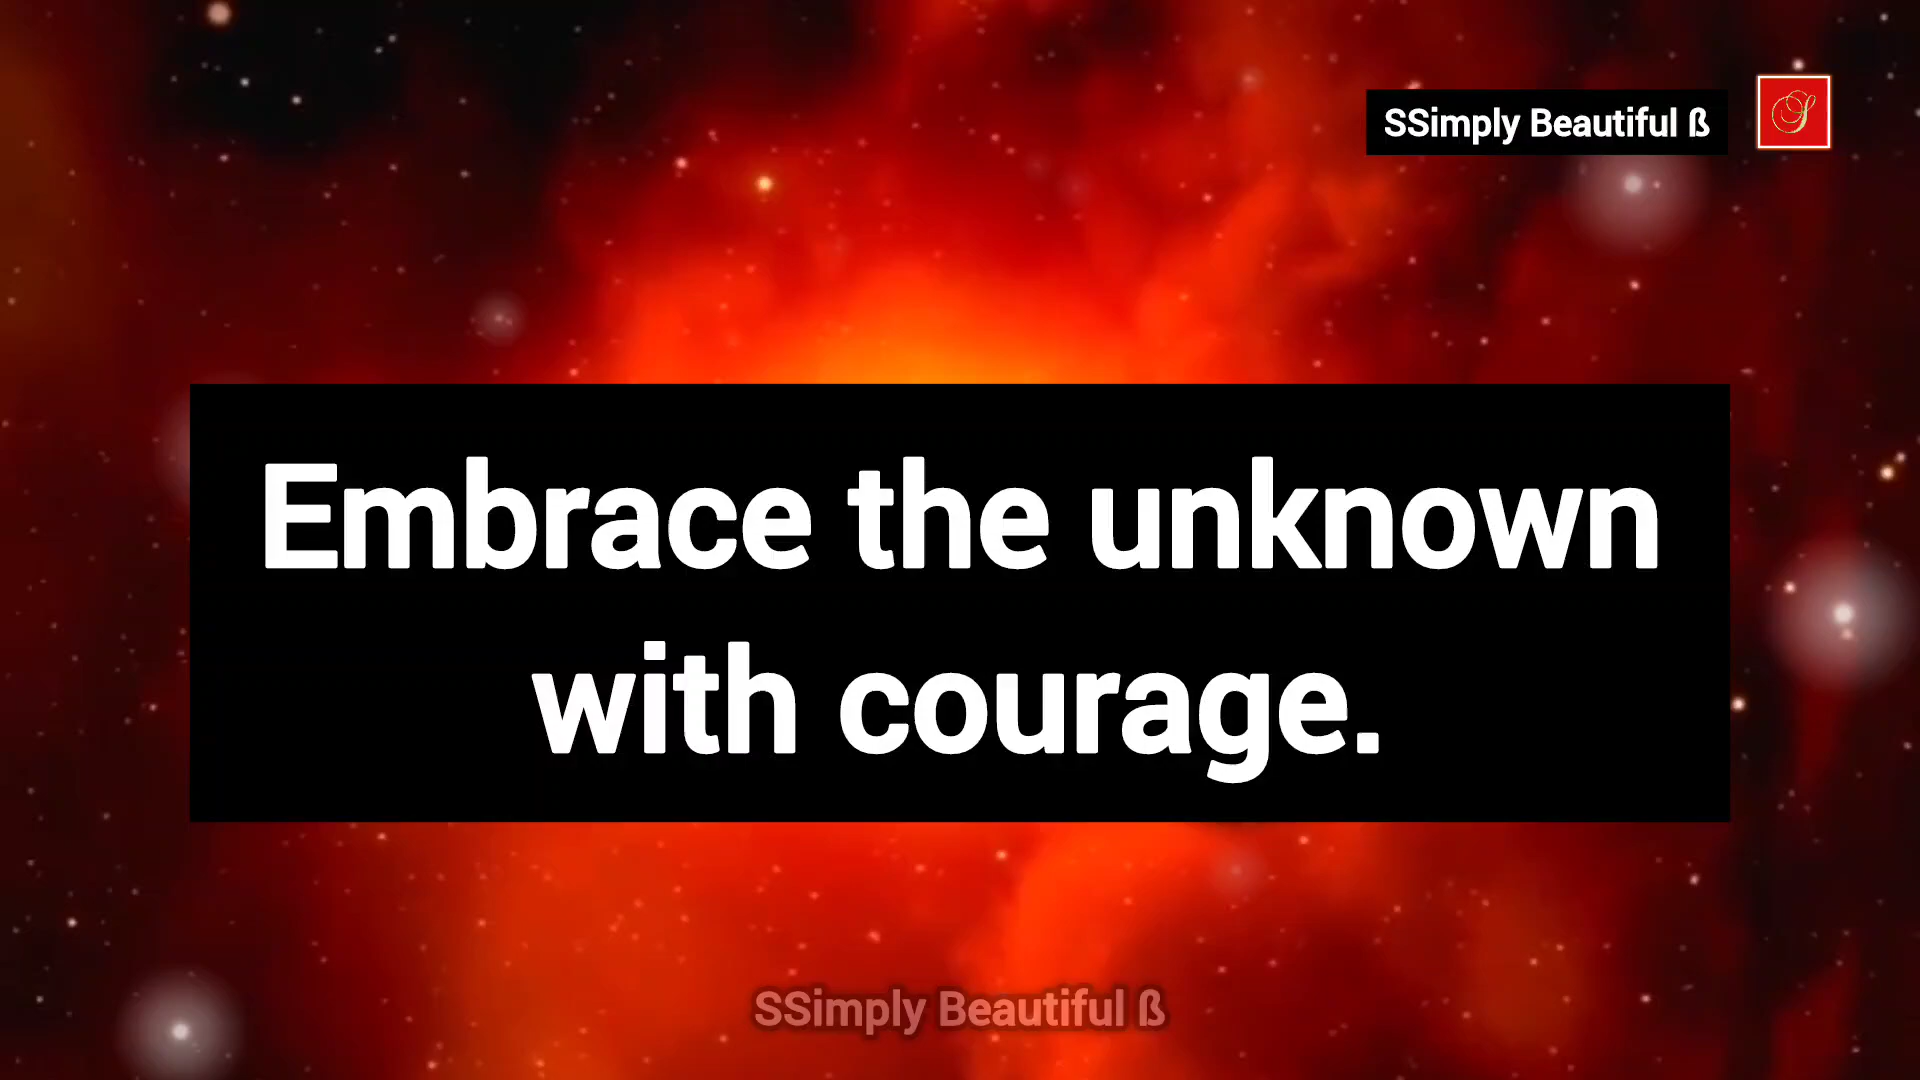 SSimply Beautiful ß
Embrace the unknown
with courage.
SSimply Beautiful ß